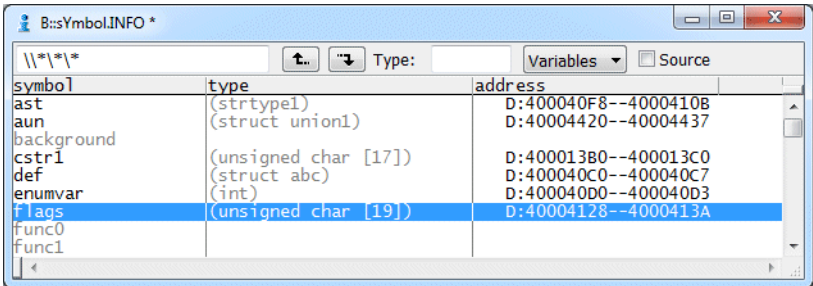 B::sYmbol.INFO *
\\*\*\* Type: Variables Source
symbol type address
ast (strtype1) D:400040F8--4000410B
aun (struct union1) D:40004420--40004437
background
cstr1 (unsigned char [17]) D:400013B0--400013C0
def (struct abc) D:400040C0--400040C7
enumvar (int) D:400040D0--400040D3
flags (unsigned char [19]) D:40004128--4000413A
func0
func1